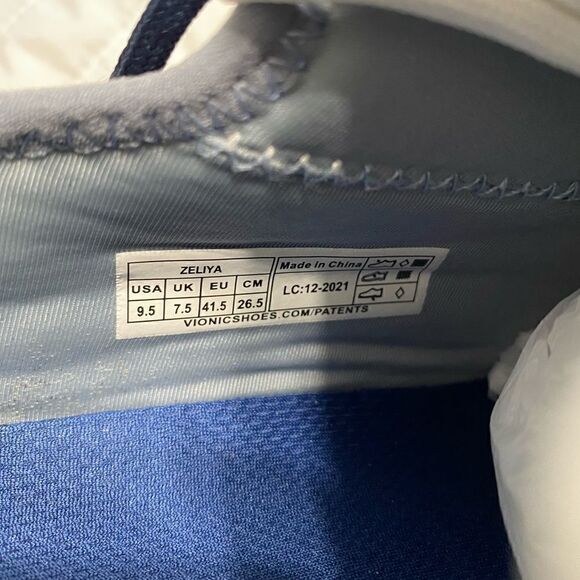 ZELIYA
USA UK EU CM
9.5 7.5 41.5 26.5
Made in China
LC:12-2021
VIONICSHOES.COM/PATENTS